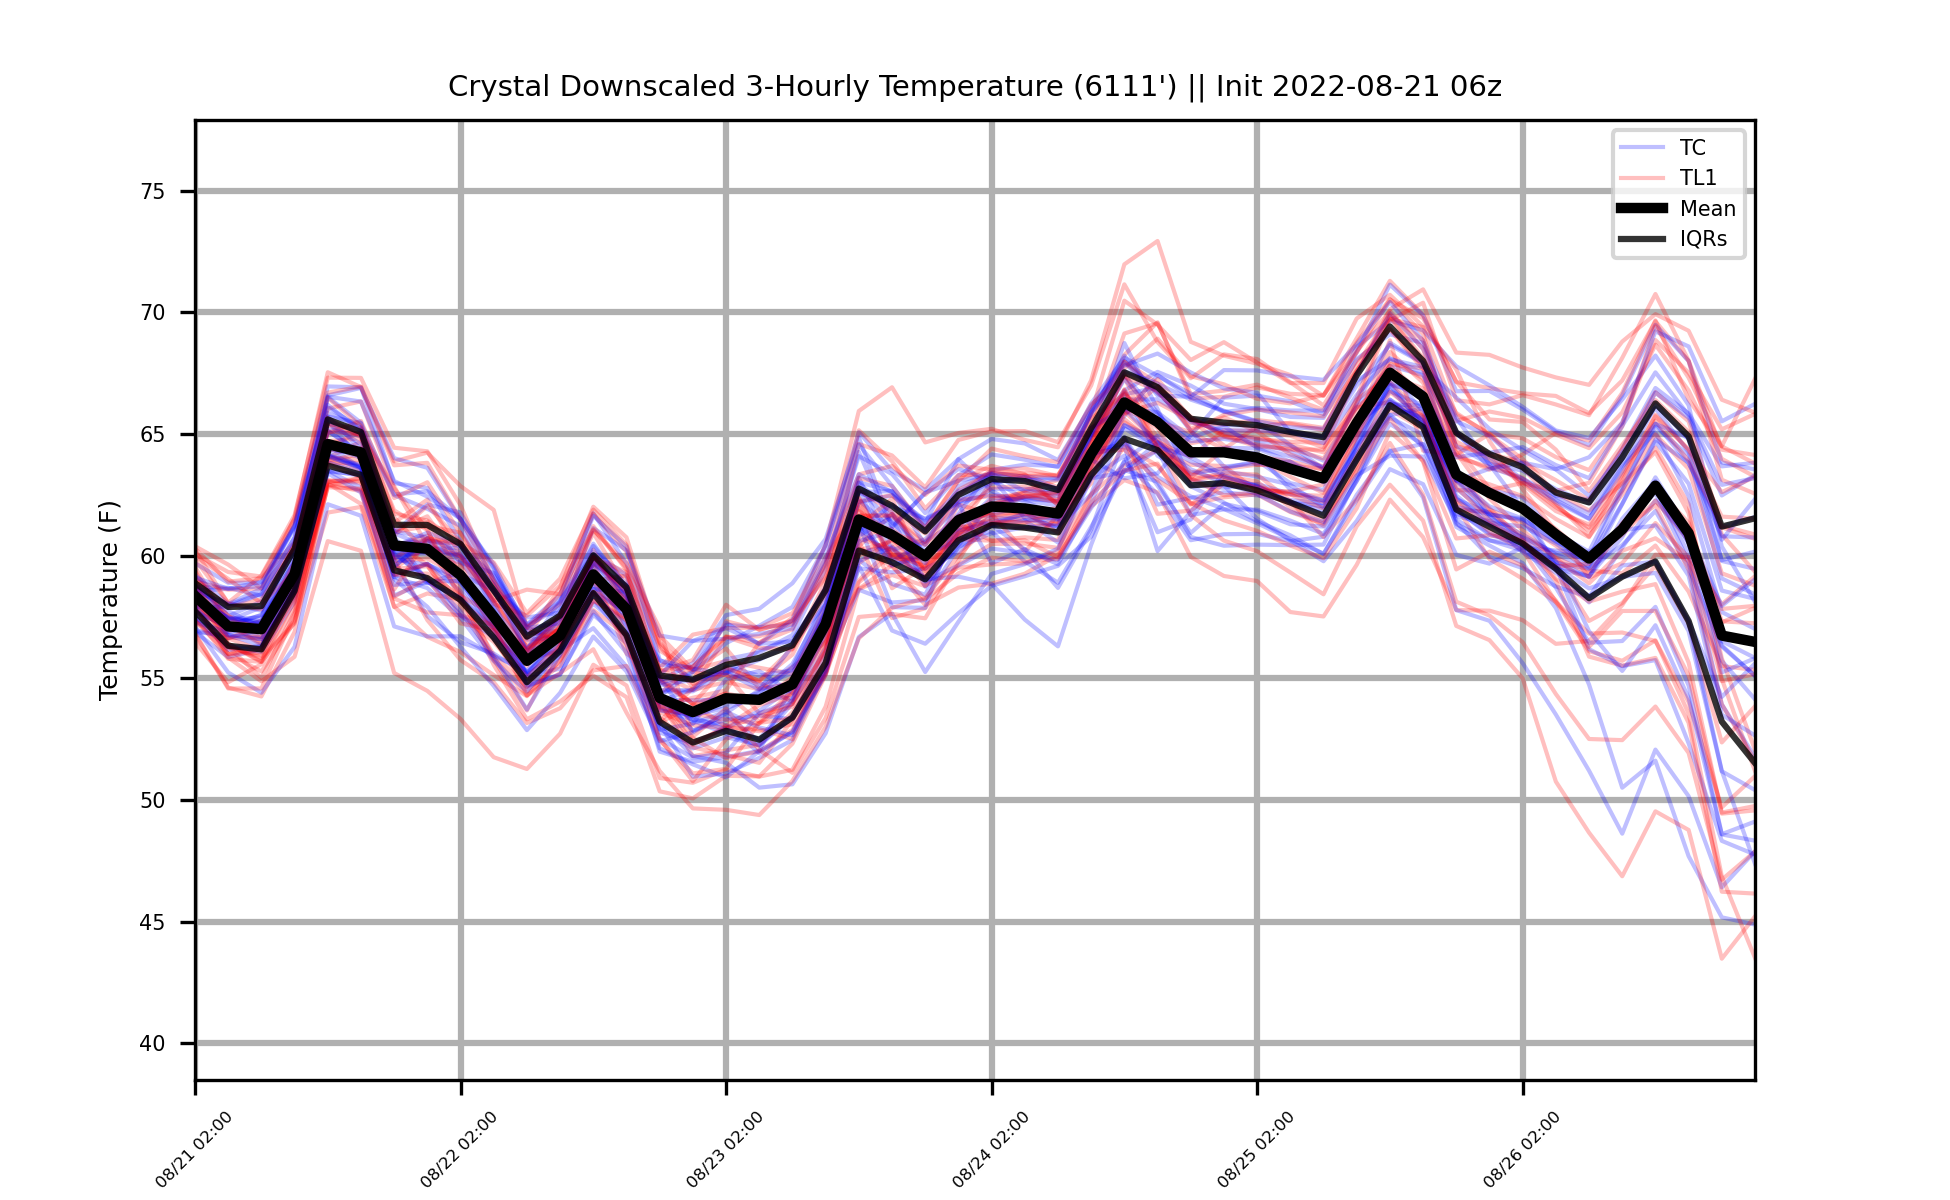 Crystal Downscaled 3-Hourly Temperature (6111') || Init 2022-08-21 06z
TC
TL1
Mean
IQRs
Temperature (F)
75
70
65
60
55
50
45
40
08/21 02:00
08/22 02:00
08/23 02:00
08/24 02:00
08/25 02:00
08/26 02:00